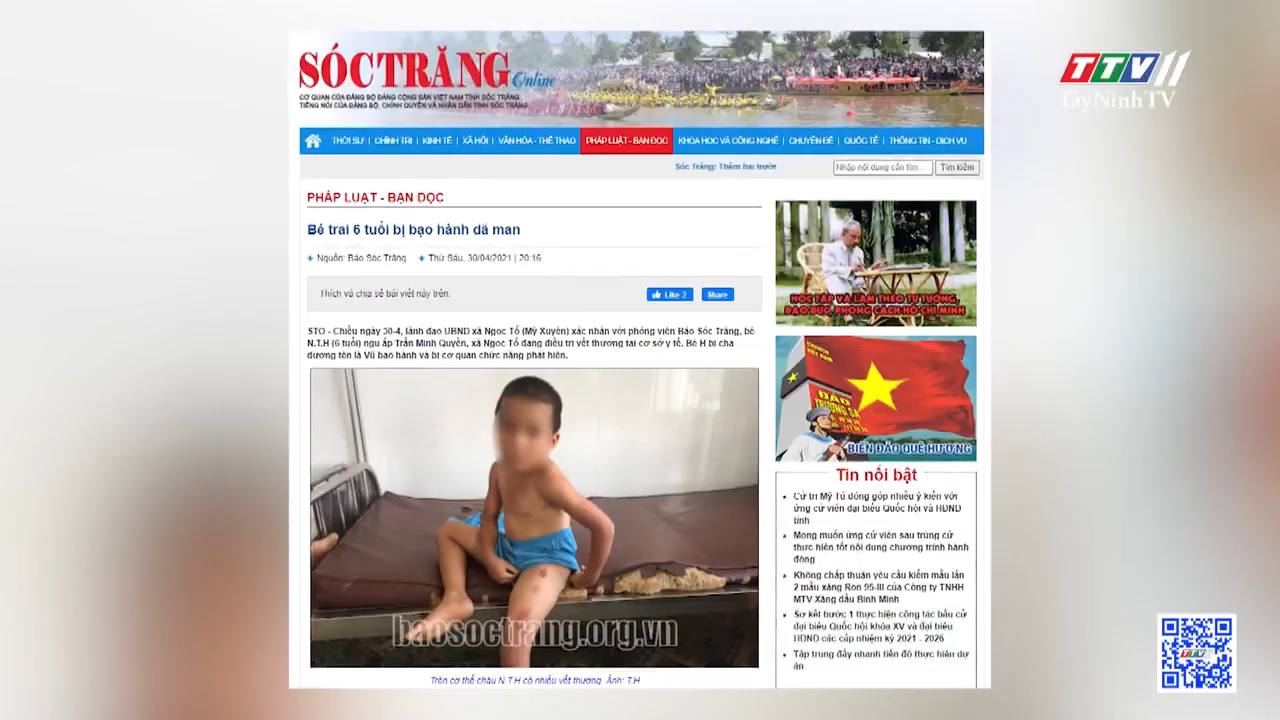 SÓCTRĂNG Online
CƠ QUAN CỦA ĐẢNG BỘ ĐẢNG CỘNG SẢN VIỆT NAM TỈNH SÓC TRĂNG
TIẾNG NÓI CỦA ĐẢNG BỘ, CHÍNH QUYỀN VÀ NHÂN DÂN TỈNH SÓC TRĂNG
TTV11
TayNinhTV
THỜI SỰ | CHÍNH TRỊ | KINH TẾ | XÃ HỘI | VĂN HÓA - THỂ THAO | PHÁP LUẬT - BẠN ĐỌC | KHOA HỌC VÀ CÔNG NGHỆ | CHUYÊN ĐỀ | QUỐC TẾ | THÔNG TIN - DỊCH VỤ
Sóc Trăng: Thăm hai trườn
Nhập nội dung cần tìm...
Tìm kiếm
PHÁP LUẬT - BẠN ĐỌC
Bé trai 6 tuổi bị bạo hành dã man
Nguồn: Báo Sóc Trăng
Thứ Sáu, 30/04/2021 | 20:16
Thích và chia sẻ bài viết này trên:
Like 2
Share
STO - Chiều ngày 30-4, lãnh đạo UBND xã Ngọc Tố (Mỹ Xuyên) xác nhận với phóng viên Báo Sóc Trăng, bé
N.T.H (6 tuổi) ngụ ấp Trần Minh Quyền, xã Ngọc Tố đang điều trị vết thương tại cơ sở y tế. Bé H bị cha
dượng tên là Vũ bạo hành và bị cơ quan chức năng phát hiện.
baosoctrang.org.vn
Trên cơ thể cháu N.T.H có nhiều vết thương. Ảnh: T.H
HỌC TẬP VÀ LÀM THEO TƯ TƯỞNG,
ĐẠO ĐỨC, PHONG CÁCH HỒ CHÍ MINH
VIỆT NAM
ĐẢO
TRƯỜNG SA
BIỂN ĐẢO QUÊ HƯƠNG
Tin nổi bật
Cử tri Mỹ Tú đóng góp nhiều ý kiến với
ứng cử viên đại biểu Quốc hội và HĐND
tỉnh
Mong muốn ứng cử viên sau trúng cử
thực hiện tốt nội dung chương trình hành
động
Không chấp thuận yêu cầu kiểm mẫu lần
2 mẫu xăng Ron 95-III của Công ty TNHH
MTV Xăng dầu Bình Minh
Sơ kết bước 1 thực hiện công tác bầu cử
đại biểu Quốc hội khóa XV và đại biểu
HĐND các cấp nhiệm kỳ 2021 - 2026
Tập trung đẩy nhanh tiến độ thực hiện dự
án
TTV